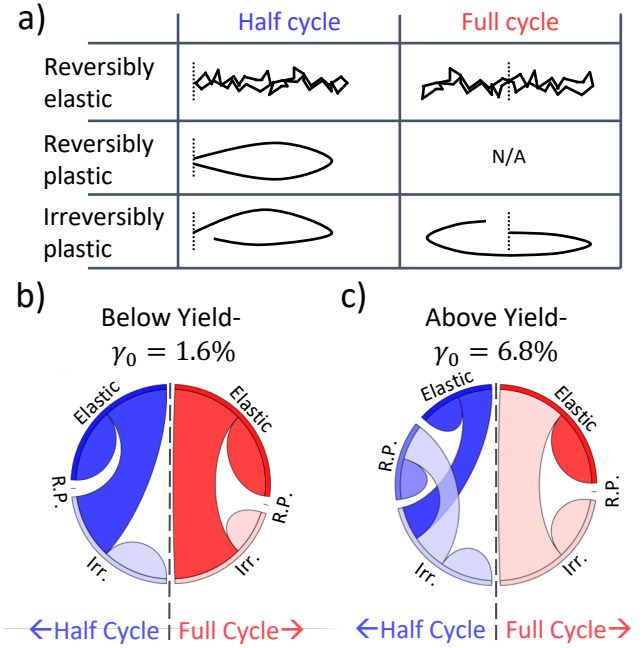 a)
Half cycle
Full cycle
Reversibly
elastic
Reversibly
plastic
N/A
Irreversibly
plastic
b)
c)
Below Yield-
γ₀ = 1.6%
Above Yield-
γ₀ = 6.8%
Elastic
Elastic
R.P.
R.P.
Irr.
Irr.
Elastic
Elastic
R.P.
R.P.
Irr.
Irr.
←Half Cycle
Full Cycle→
←Half Cycle
Full Cycle→